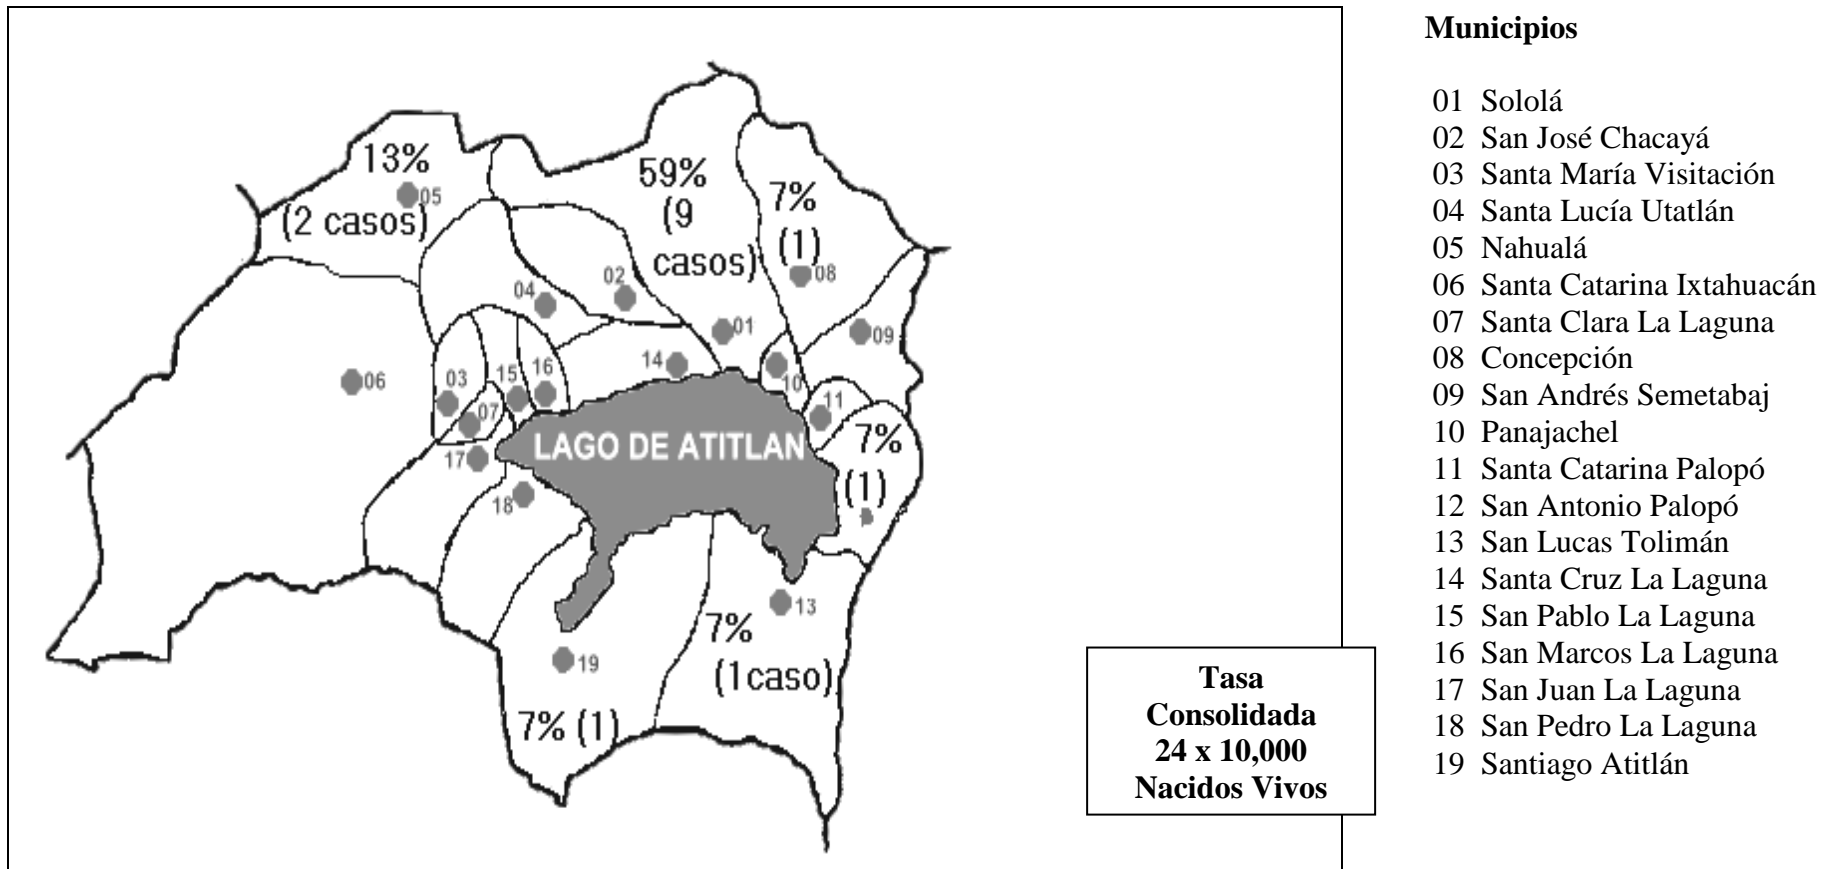 13%
05
(2 casos)
59%
(9
casos)
7%
(1)
08
02
04
01
09
14
16
10
06
03
15
07
11
LAGO DE ATITLAN
7%
(1)
17
18
13
7%
(1caso)
19
7% (1)
Tasa
Consolidada
24 x 10,000
Nacidos Vivos
Municipios
01 Sololá
02 San José Chacayá
03 Santa María Visitación
04 Santa Lucía Utatlán
05 Nahualá
06 Santa Catarina Ixtahuacán
07 Santa Clara La Laguna
08 Concepción
09 San Andrés Semetabaj
10 Panajachel
11 Santa Catarina Palopó
12 San Antonio Palopó
13 San Lucas Tolimán
14 Santa Cruz La Laguna
15 San Pablo La Laguna
16 San Marcos La Laguna
17 San Juan La Laguna
18 San Pedro La Laguna
19 Santiago Atitlán